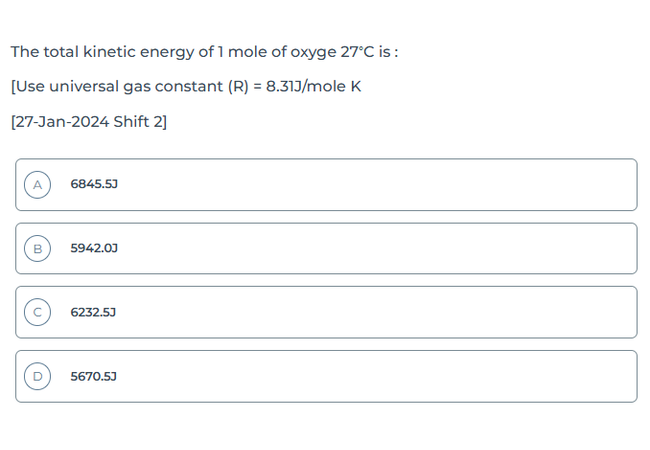 The total kinetic energy of 1 mole of oxyge 27°C is :
[Use universal gas constant (R) = 8.31J/mole K
[27-Jan-2024 Shift 2]
A 6845.5J
B 5942.0J
C 6232.5J
D 5670.5J